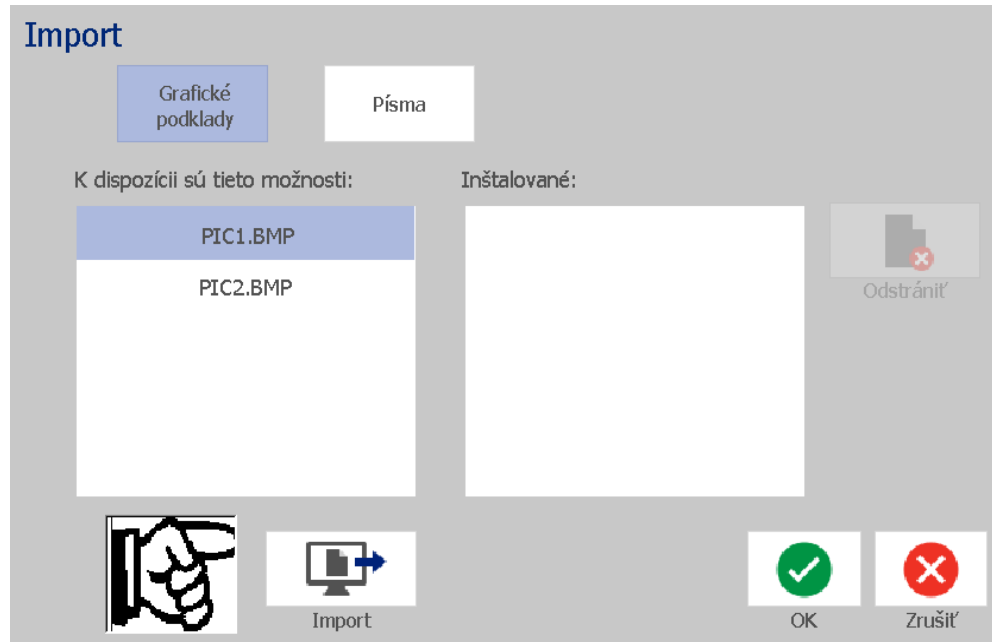 Import
Grafické
podklady
Písma
K dispozícii sú tieto možnosti:
Inštalované:
PIC1.BMP
PIC2.BMP
Odstrániť
Import
OK
Zrušiť